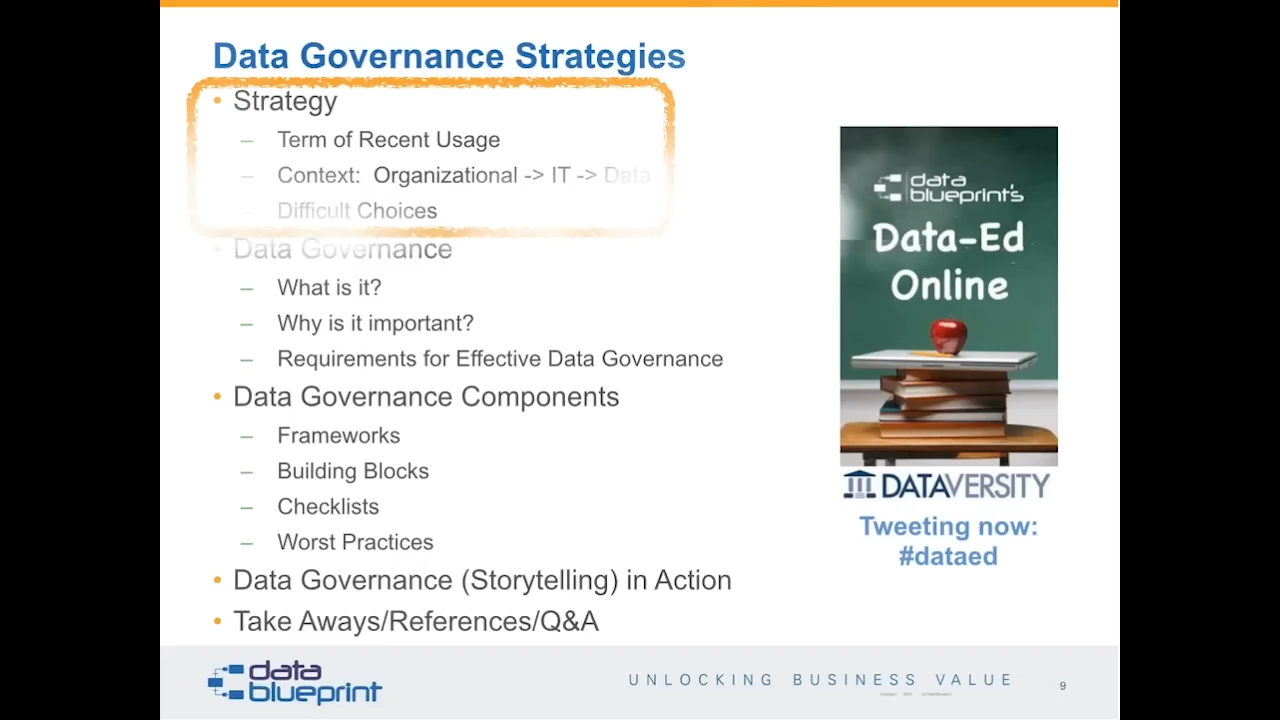 Data Governance Strategies
• Strategy
– Term of Recent Usage
– Context: Organizational -> IT -> Data
– Difficult Choices
• Data Governance
– What is it?
– Why is it important?
– Requirements for Effective Data Governance
• Data Governance Components
– Frameworks
– Building Blocks
– Checklists
– Worst Practices
• Data Governance (Storytelling) in Action
• Take Aways/References/Q&A
data
blueprint's
Data-Ed
Online
DATAVERSITY
Tweeting now:
#dataed
data
blueprint
UNLOCKING BUSINESS VALUE
9